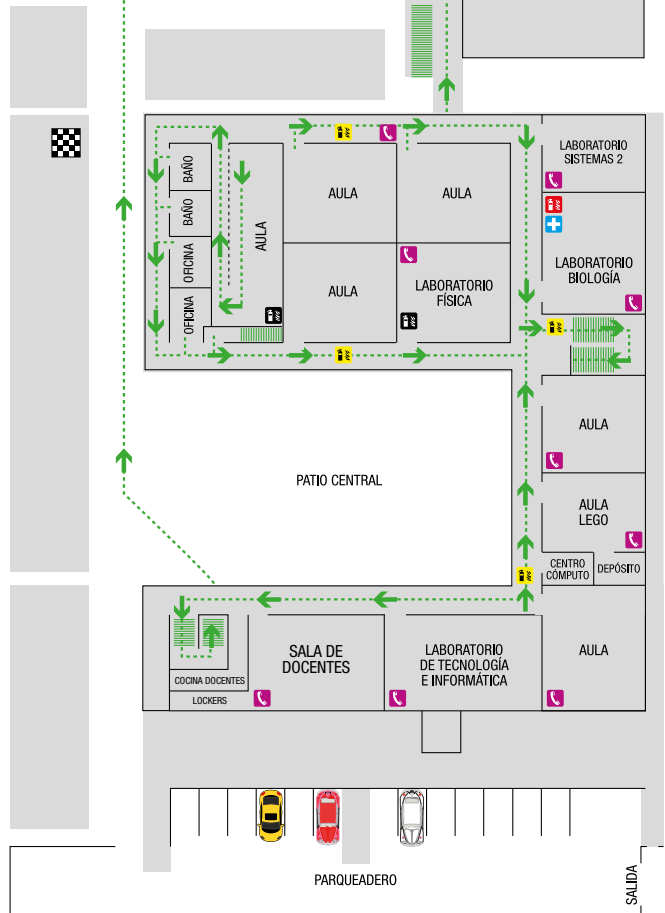 LABORATORIO
SISTEMAS 2
BAÑO
AULA
AULA
BAÑO
AULA
OFICINA
LABORATORIO
BIOLOGÍA
AULA
LABORATORIO
FÍSICA
OFICINA
AULA
PATIO CENTRAL
AULA
LEGO
CENTRO
CÓMPUTO
DEPÓSITO
SALA DE
DOCENTES
LABORATORIO
DE TECNOLOGÍA
E INFORMÁTICA
AULA
COCINA DOCENTES
LOCKERS
PARQUEADERO
SALIDA